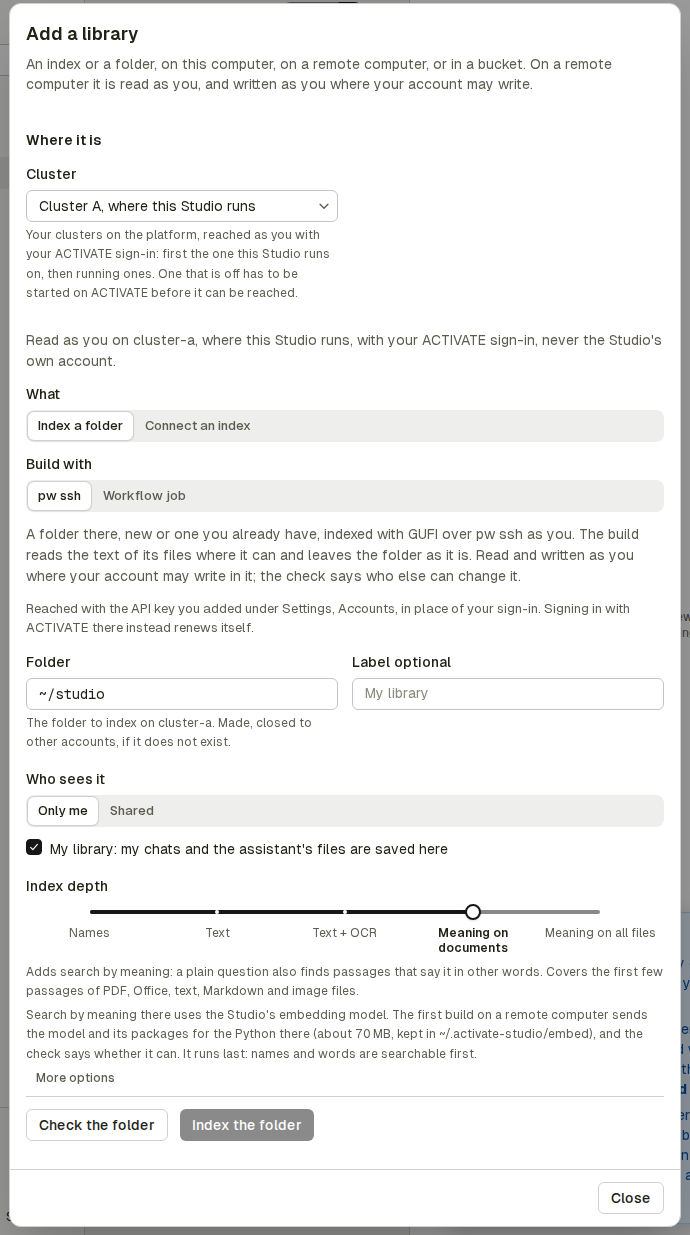 Add a library
An index or a folder, on this computer, on a remote computer, or in a bucket. On a remote
computer it is read as you, and written as you where your account may write.
Where it is
Cluster
Cluster A, where this Studio runs
Your clusters on the platform, reached as you with
your ACTIVATE sign-in: first the one this Studio runs
on, then running ones. One that is off has to be
started on ACTIVATE before it can be reached.
Read as you on cluster-a, where this Studio runs, with your ACTIVATE sign-in, never the Studio's
own account.
What
Index a folder Connect an index
Build with
pw ssh Workflow job
A folder there, new or one you already have, indexed with GUFI over pw ssh as you. The build
reads the text of its files where it can and leaves the folder as it is. Read and written as you
where your account may write in it; the check says who else can change it.
Reached with the API key you added under Settings, Accounts, in place of your sign-in. Signing in with
ACTIVATE there instead renews itself.
Folder Label optional
~/studio My library
The folder to index on cluster-a. Made, closed to
other accounts, if it does not exist.
Who sees it
Only me Shared
My library: my chats and the assistant's files are saved here
Index depth
Names Text Text + OCR Meaning on Meaning on all files
documents
Adds search by meaning: a plain question also finds passages that say it in other words. Covers the first few
passages of PDF, Office, text, Markdown and image files.
Search by meaning there uses the Studio's embedding model. The first build on a remote computer sends
the model and its packages for the Python there (about 70 MB, kept in ~/.activate-studio/embed), and the
check says whether it can. It runs last: names and words are searchable first.
More options
Check the folder Index the folder
Close